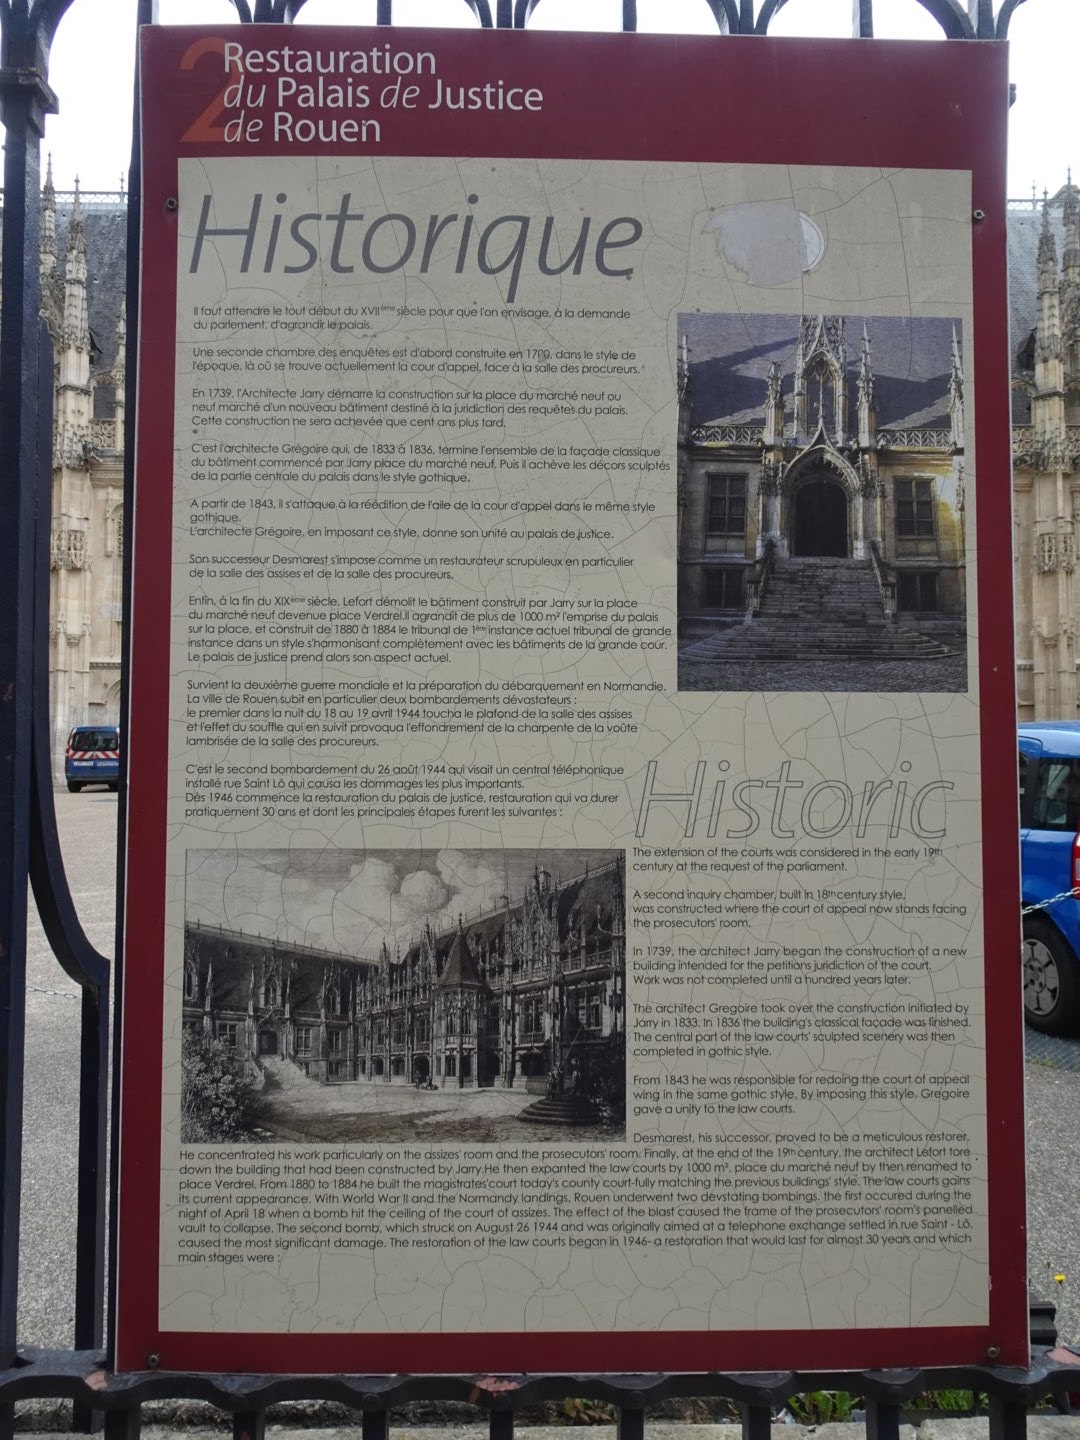 2
Restauration
du Palais de Justice
de Rouen
Historique
Il faut attendre le tout début du XVIIème siècle pour que l'on envisage, à la demande
du parlement, d'agrandir le palais.
Une seconde chambre des enquêtes est d'abord construite en 1700, dans le style de
l'époque, là où se trouve actuellement la cour d'appel, face à la salle des procureurs.
En 1739, l'Architecte Jarry démarre la construction sur la place du marché neuf ou
neuf marché d'un nouveau bâtiment destiné à la juridiction des requêtes du palais.
Cette construction ne sera achevée que cent ans plus tard.
C'est l'architecte Grégoire qui, de 1833 à 1836, termine l'ensemble de la façade classique
du bâtiment commencé par Jarry place du marché neuf. Puis il achève les décors sculptés
de la partie centrale du palais dans le style gothique.
A partir de 1843, il s'attaque à la réédition de l'aile de la cour d'appel dans le même style
gothique.
L'architecte Grégoire, en imposant ce style, donne son unité au palais de justice.
Son successeur Desmarest s'impose comme un restaurateur scrupuleux en particulier
de la salle des assises et de la salle des procureurs.
Enfin, à la fin du XIXème siècle, Lefort démolit le bâtiment construit par Jarry sur la place
du marché neuf devenue place Verdrel.Il agrandit de plus de 1000 m² l'emprise du palais
sur la place, et construit de 1880 à 1884 le tribunal de 1ère instance actuel tribunal de grande
instance dans un style s'harmonisant complètement avec les bâtiments de la grande cour.
Le palais de justice prend alors son aspect actuel.
Survient la deuxième guerre mondiale et la préparation du débarquement en Normandie.
La ville de Rouen subit en particulier deux bombardements dévastateurs :
le premier dans la nuit du 18 au 19 avril 1944 toucha le plafond de la salle des assises
et l'effet du souffle qui en suivit provoqua l'effondrement de la charpente de la voûte
lambrisée de la salle des procureurs.
C'est le second bombardement du 26 août 1944 qui visait un central téléphonique
installé rue Saint Lô qui causa les dommages les plus importants.
Dès 1946 commence la restauration du palais de justice, restauration qui va durer
pratiquement 30 ans et dont les principales étapes furent les suivantes :
Historic
The extension of the courts was considered in the early 19th
century at the request of the parliament.
A second inquiry chamber, built in 18th century style,
was constructed where the court of appeal now stands facing
the prosecutors' room.
In 1739, the architect Jarry began the construction of a new
building intended for the petitions juridiction of the court.
Work was not completed until a hundred years later.
The architect Gregoire took over the construction initiated by
Jarry in 1833. In 1836 the building's classical façade was finished.
The central part of the law courts' sculpted scenery was then
completed in gothic style.
From 1843 he was responsible for redoing the court of appeal
wing in the same gothic style. By imposing this style, Gregoire
gave a unity to the law courts.
Desmarest, his successor, proved to be a meticulous restorer.
He concentrated his work particularly on the assizes' room and the prosecutors' room. Finally, at the end of the 19th century, the architect Lefort tore
down the building that had been constructed by Jarry.He then expanted the law courts by 1000 m², place du marché neuf by then renamed to
place Verdrel. From 1880 to 1884 he built the magistrates'court today's county court-fully matching the previous buildings' style. The law courts gains
its current appearance. With World War II and the Normandy landings, Rouen underwent two devstating bombings. the first occured during the
night of April 18 when a bomb hit the ceiling of the court of assizes. The effect of the blast caused the frame of the prosecutors' room's panelled
vault to collapse. The second bomb, which struck on August 26 1944 and was originally aimed at a telephone exchange settled in rue Saint - Lô,
caused the most significant damage. The restoration of the law courts began in 1946- a restoration that would last for almost 30 years and which
main stages were :